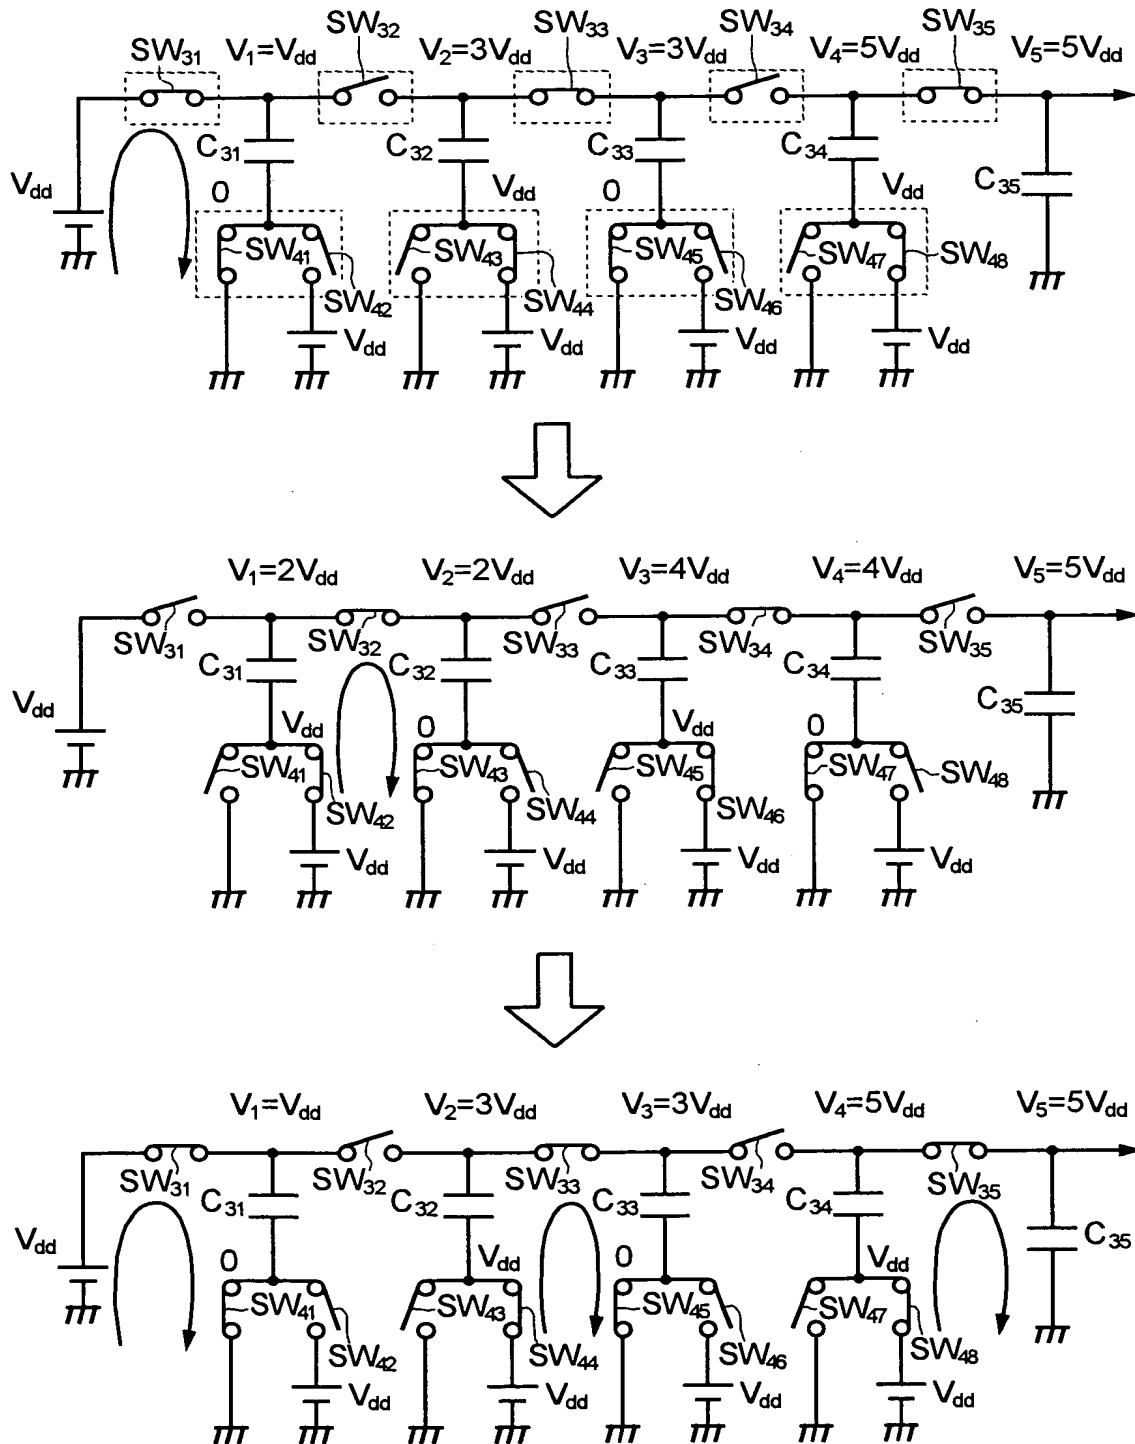 SW32 SW33 SW34 SW35
SW31 V1=Vdd V2=3Vdd V3=3Vdd V4=5Vdd V5=5Vdd
C31 C32 C33 C34 C35
Vdd 0 Vdd 0 Vdd
SW41 SW43 SW45 SW47 SW48
SW42 SW44 SW46
Vdd Vdd Vdd Vdd
V1=2Vdd V2=2Vdd V3=4Vdd V4=4Vdd V5=5Vdd
SW31 SW32 SW33 SW34 SW35
C31 C32 C33 C34 C35
Vdd Vdd 0 Vdd 0
SW41 SW43 SW45 SW47 SW48
SW42 SW44 SW46
Vdd Vdd Vdd Vdd
V1=Vdd V2=3Vdd V3=3Vdd V4=5Vdd V5=5Vdd
SW31 SW32 SW33 SW34 SW35
C31 C32 C33 C34 C35
Vdd 0 Vdd 0 Vdd
SW41 SW43 SW45 SW47
SW42 SW44 SW46 SW48
Vdd Vdd Vdd Vdd